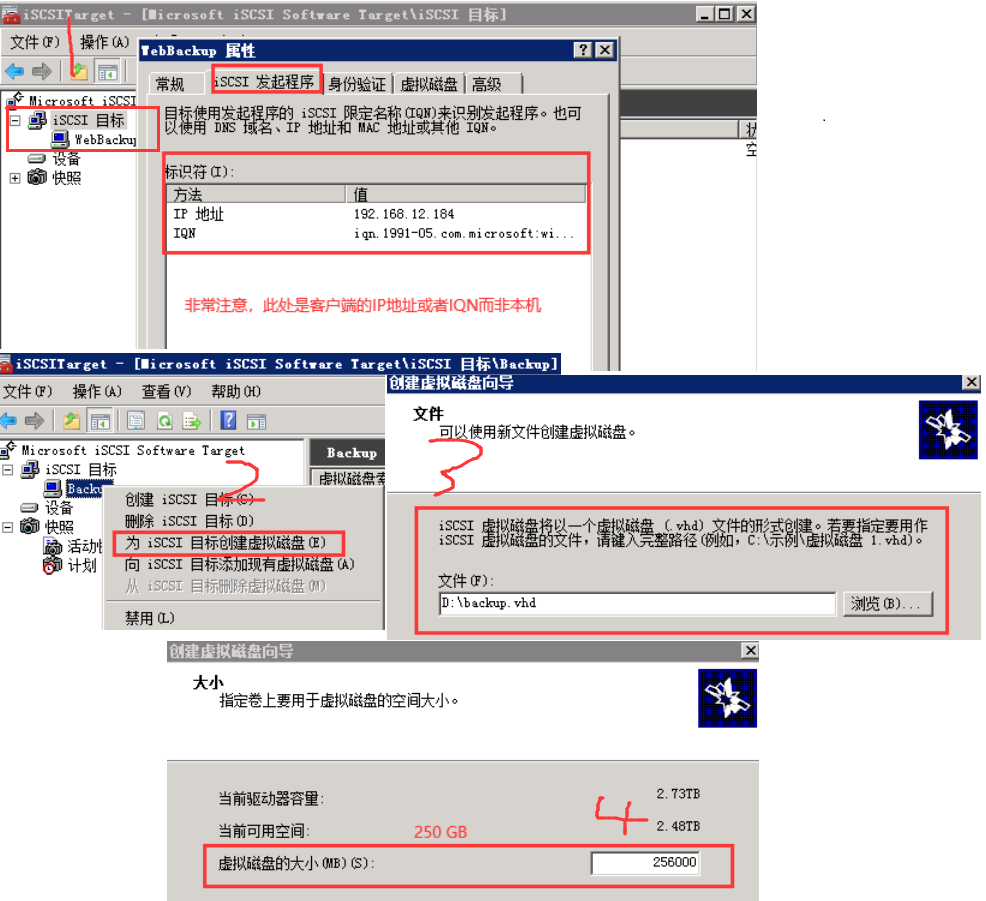 iSCSITarget - [Microsoft iSCSI Software Target\iSCSI 目标]
文件(F) 操作(A)
WebBackup 属性
常规 iSCSI 发起程序 身份验证 虚拟磁盘 高级
Microsoft iSCSI
iSCSI 目标
WebBackup
设备
快照
目标使用发起程序的 iSCSI 限定名称(IQN)来识别发起程序。也可
以使用 DNS 域名、IP 地址和 MAC 地址或其他 IQN。
标识符(I):
方法 值
IP 地址 192.168.12.184
IQN iqn.1991-05.com.microsoft:wi...
状
空
非常注意，此处是客户端的IP地址或者IQN而非本机
iSCSITarget - [Microsoft iSCSI Software Target\iSCSI 目标\Backup]
文件(F) 操作(A) 查看(V) 帮助(H)
Microsoft iSCSI Software Target
iSCSI 目标
Backup
设备
快照
活动快
计划
Backup
虚拟磁盘索
2
创建 iSCSI 目标(C)
删除 iSCSI 目标(D)
为 iSCSI 目标创建虚拟磁盘(E)
向 iSCSI 目标添加现有虚拟磁盘(A)
从 iSCSI 目标删除虚拟磁盘(M)
禁用(L)
创建虚拟磁盘向导
文件
可以使用新文件创建虚拟磁盘。
3
iSCSI 虚拟磁盘将以一个虚拟磁盘 (.vhd) 文件的形式创建。若要指定要用作
iSCSI 虚拟磁盘的文件，请键入完整路径(例如，C:\示例\虚拟磁盘 1.vhd)。
文件(F):
D:\backup.vhd 浏览(B)...
创建虚拟磁盘向导
大小
指定卷上要用于虚拟磁盘的空间大小。
当前驱动器容量: 2.73TB
4
当前可用空间: 250 GB 2.48TB
虚拟磁盘的大小(MB)(S): 256000